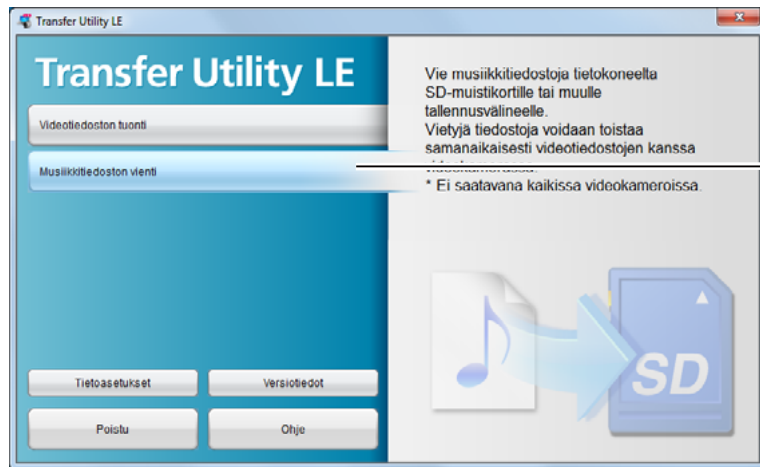 Transfer Utility LE
Transfer Utility LE
Videotiedoston tuonti
Musiikkitiedoston vienti
Tietoasetukset
Versiotiedot
Poistu
Ohje
Vie musiikkitiedostoja tietokoneelta
SD-muistikortille tai muulle
tallennusvälineelle.
Vietyjä tiedostoja voidaan toistaa
samanaikaisesti videotiedostojen kanssa
videokamerassa.
* Ei saatavana kaikissa videokameroissa.
SD